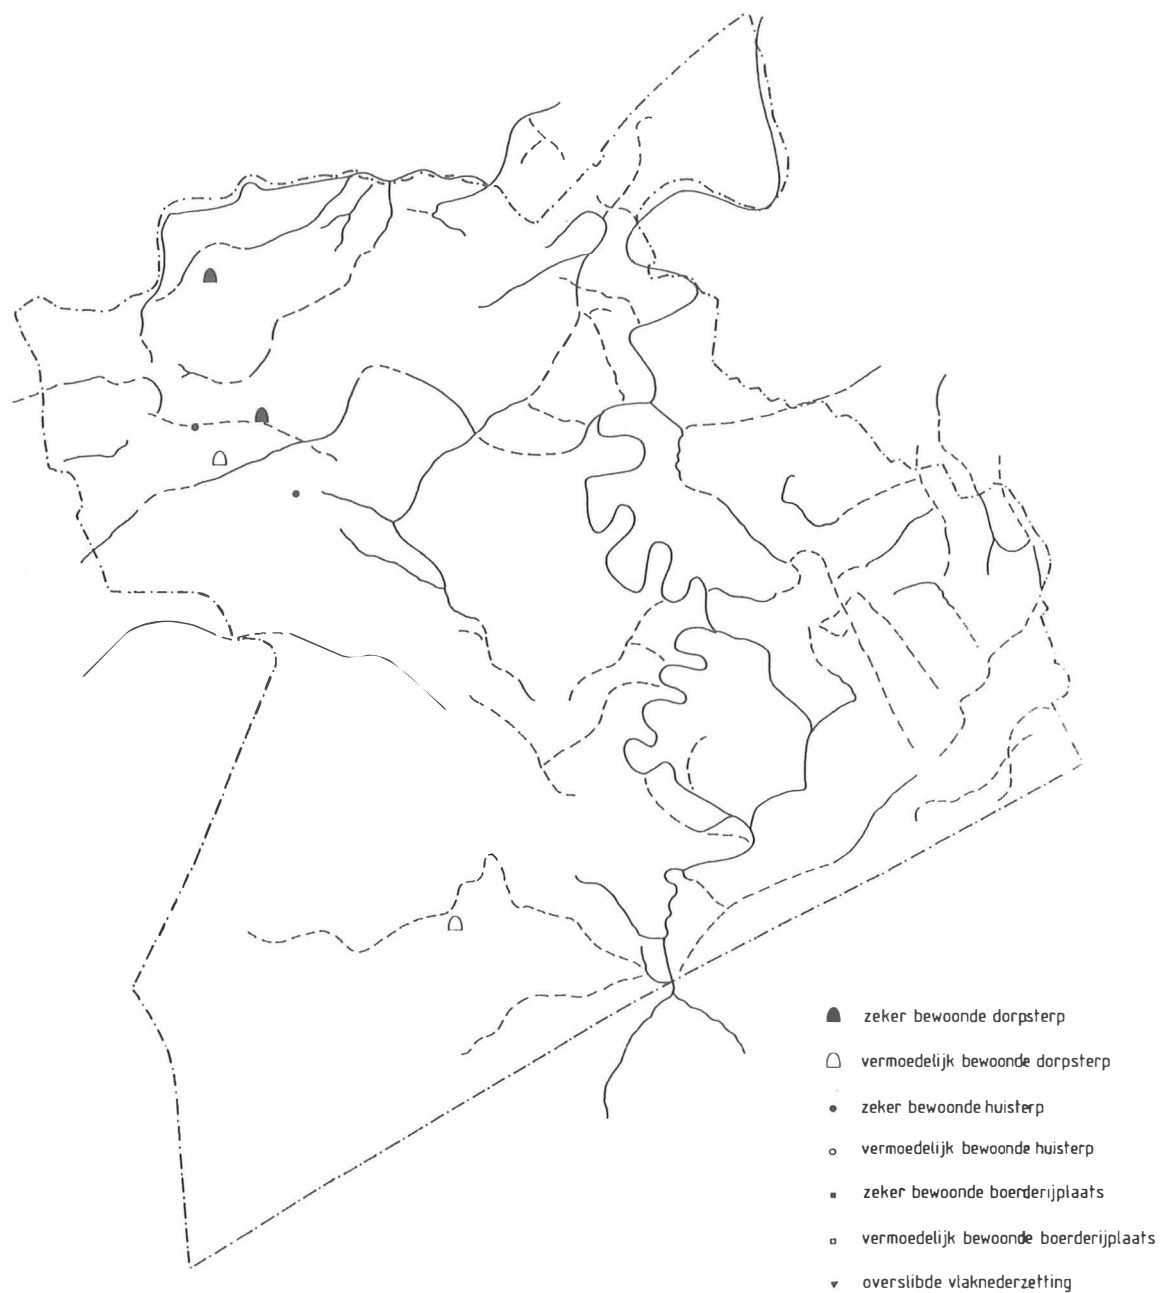 zeker bewoonde dorpsterp
vermoedelijk bewoonde dorpsterp
zeker bewoonde huisterp
vermoedelijk bewoonde huisterp
zeker bewoonde boerderijplaats
vermoedelijk bewoonde boerderijplaats
overslibde vlaknederzetting